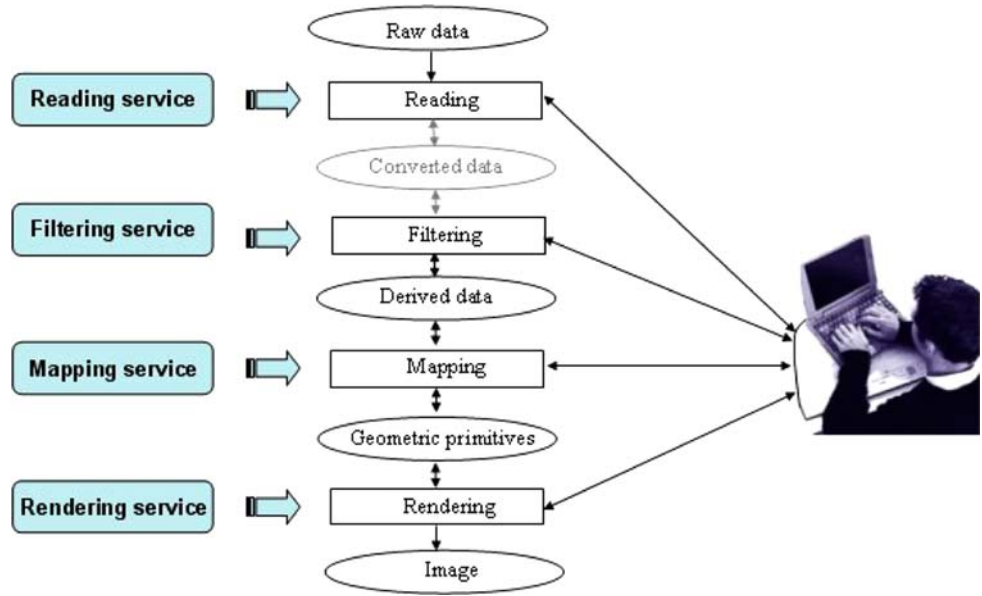 Raw data
Reading service
Reading
Converted data
Filtering service
Filtering
Derived data
Mapping service
Mapping
Geometric primitives
Rendering service
Rendering
Image